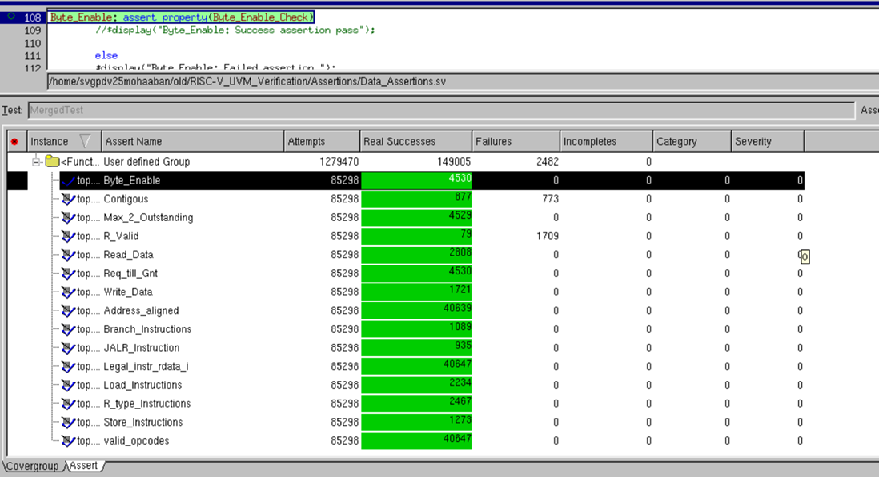 108 Byte_Enable: assert property(Byte_Enable_Check)
109 //$display("Byte_Enable: Success assertion pass");
110
111 else
112 $display("Byte_Enable: Failed assertion ");
/home/svgpdv25mohaaban/old/RISC-V_UVM_Verification/Assertions/Data_Assertions.sv
Test: MergedTest Asse
Instance Assert Name Attempts Real Successes Failures Incompletes Category Severity
<Funct... User defined Group 1279470 149005 2482 0
top.... Byte_Enable 85298 4530 0 0 0 0
top.... Contigous 85298 877 773 0 0 0
top.... Max_2_Outstanding 85298 4529 0 0 0 0
top.... R_Valid 85298 79 1709 0 0 0
top.... Read_Data 85298 2808 0 0 0
top.... Req_till_Gnt 85298 4530 0 0 0 0
top.... Write_Data 85298 1721 0 0 0 0
top.... Address_aligned 85298 40839 0 0 0 0
top.... Branch_Instructions 85298 1089 0 0 0 0
top.... JALR_Instruction 85298 936 0 0 0 0
top.... Legal_instr_rdata_i 85298 40847 0 0 0 0
top.... Load_Instructions 85298 2234 0 0 0 0
top.... R_type_Instructions 85298 2467 0 0 0 0
top.... Store_Instructions 85298 1273 0 0 0 0
top.... valid_opcodes 85298 40847 0 0 0 0
Covergroup Assert